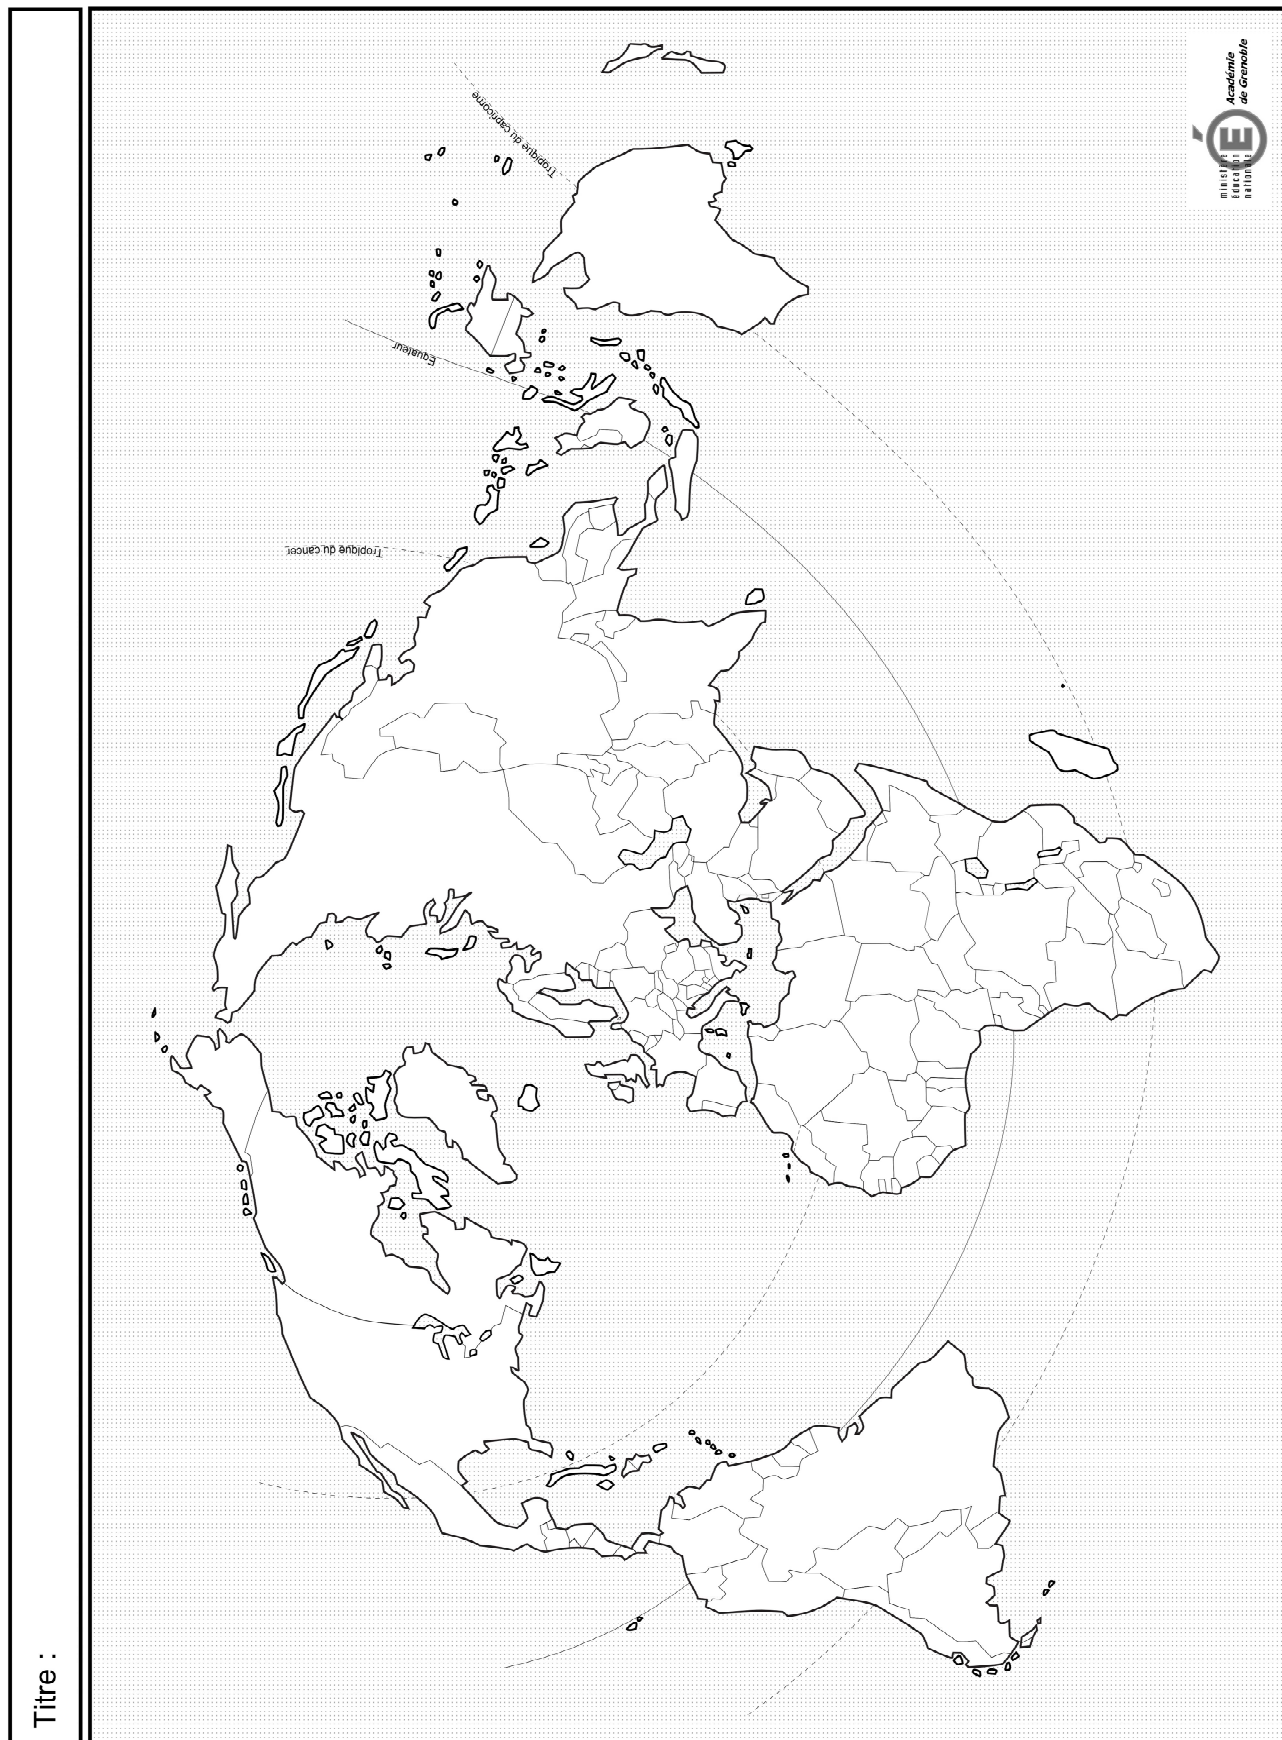 Titre :
Tropique du cancer
Equateur
Tropique du capricorne
ministère
éducation
nationale
É
Académie
de Grenoble